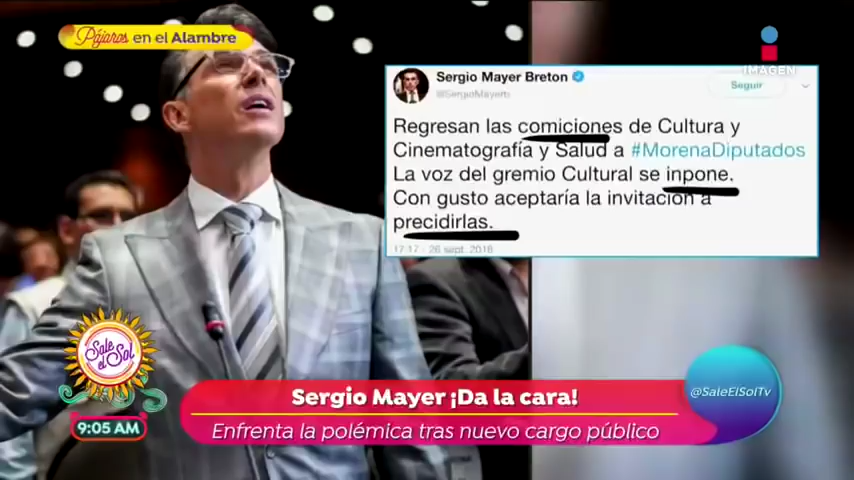 Pájaros en el Alambre
IMAGEN
Sergio Mayer Breton
@SergioMayerb
Seguir
Regresan las comiciones de Cultura y
Cinematografía y Salud a #MorenaDiputados
La voz del gremio Cultural se inpone.
Con gusto aceptaría la invitación a
precidirlas.
17:17 - 26 sept. 2018
Sale el Sol
9:05 AM
Sergio Mayer ¡Da la cara!
Enfrenta la polémica tras nuevo cargo público
@SaleElSolTv